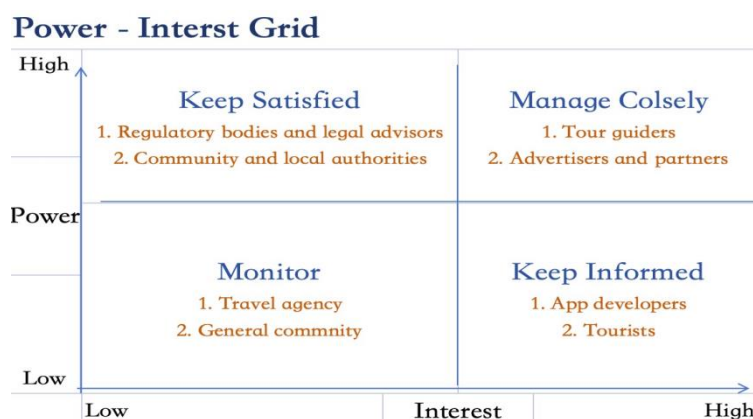 Power - Interst Grid
High
Keep Satisfied
1. Regulatory bodies and legal advisors
2. Community and local authorities
Manage Colsely
1. Tour guiders
2. Advertisers and partners
Power
Monitor
1. Travel agency
2. General commnity
Keep Informed
1. App developers
2. Tourists
Low
Low
Interest
High